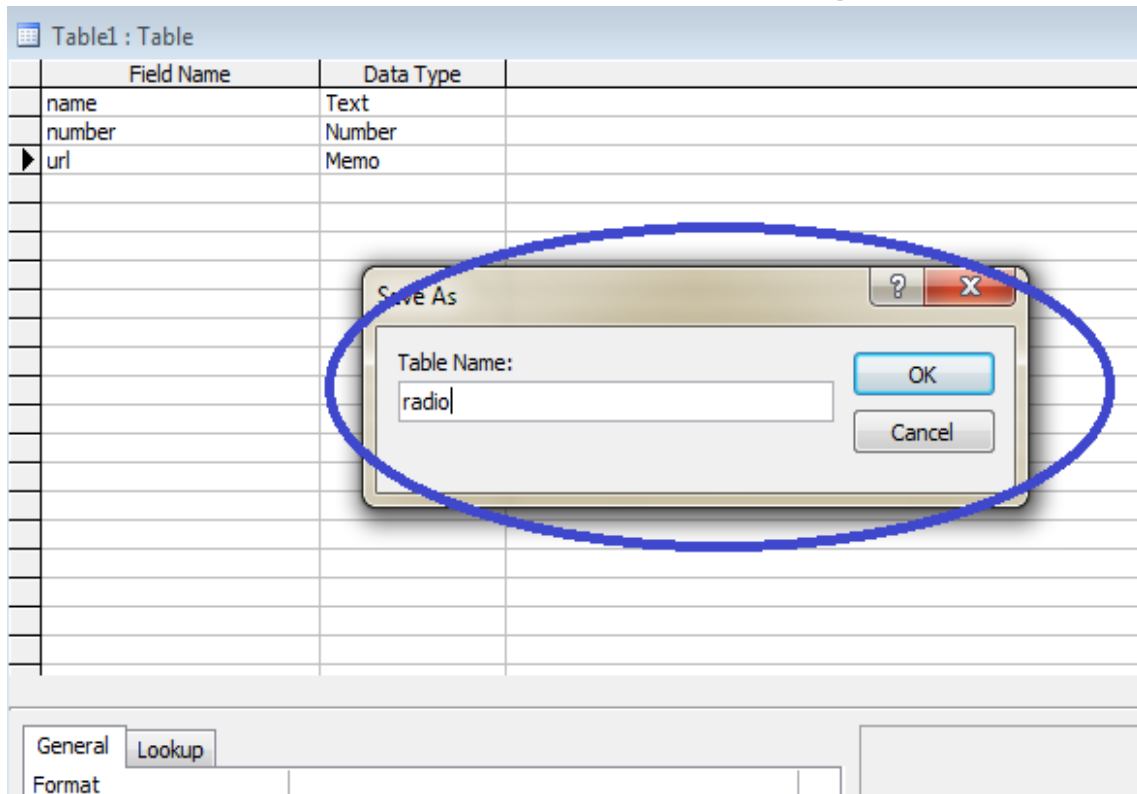 Table1 : Table
Field Name Data Type
name Text
number Number
url Memo
Save As
Table Name:
radio
OK
Cancel
General Lookup
Format